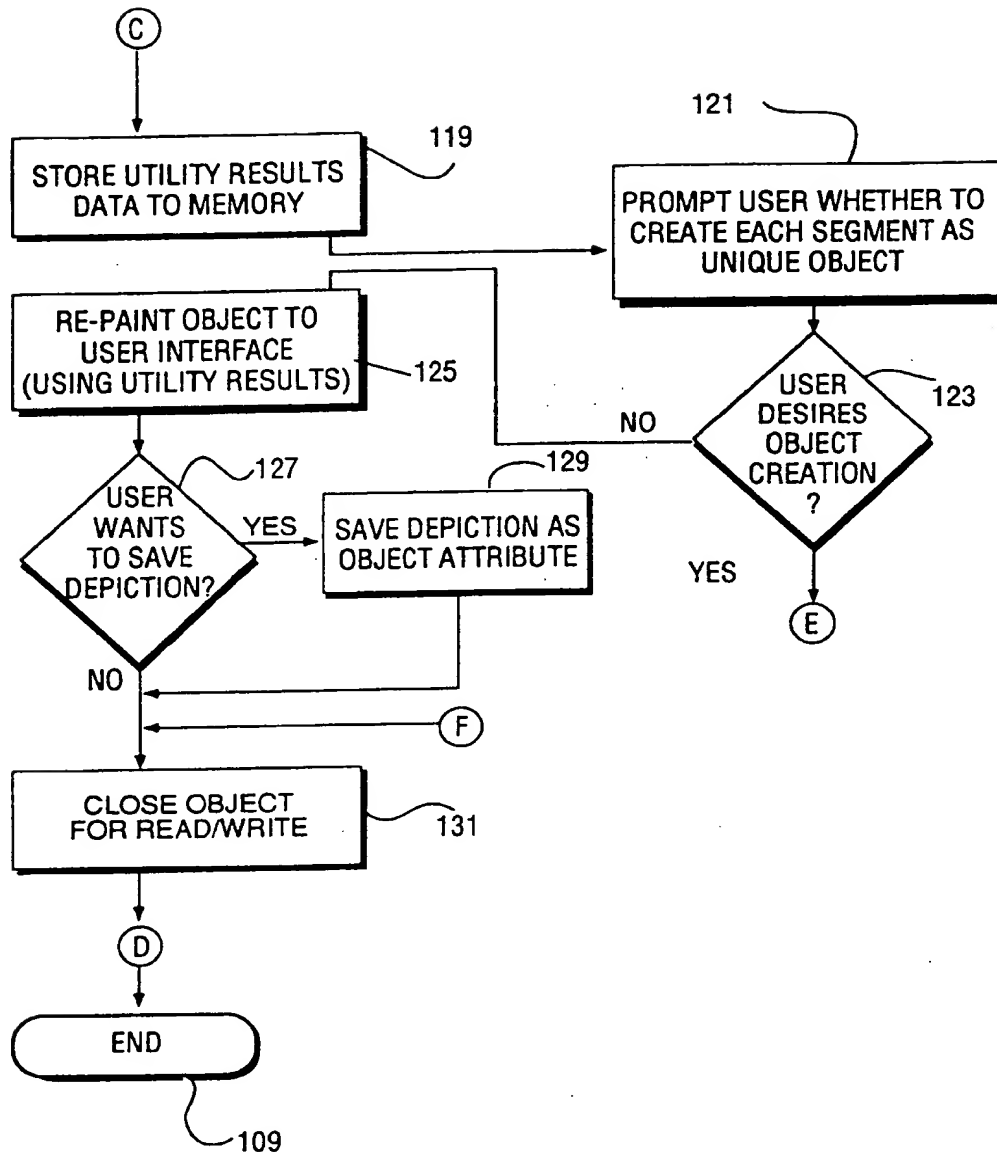 C
119
STORE UTILITY RESULTS
DATA TO MEMORY
121
PROMPT USER WHETHER TO
CREATE EACH SEGMENT AS
UNIQUE OBJECT
RE-PAINT OBJECT TO
USER INTERFACE
(USING UTILITY RESULTS)
125
123
USER
DESIRES
OBJECT
CREATION
?
NO
YES
E
127
USER
WANTS
TO SAVE
DEPICTION?
YES
129
SAVE DEPICTION AS
OBJECT ATTRIBUTE
NO
F
CLOSE OBJECT
FOR READ/WRITE
131
D
END
109